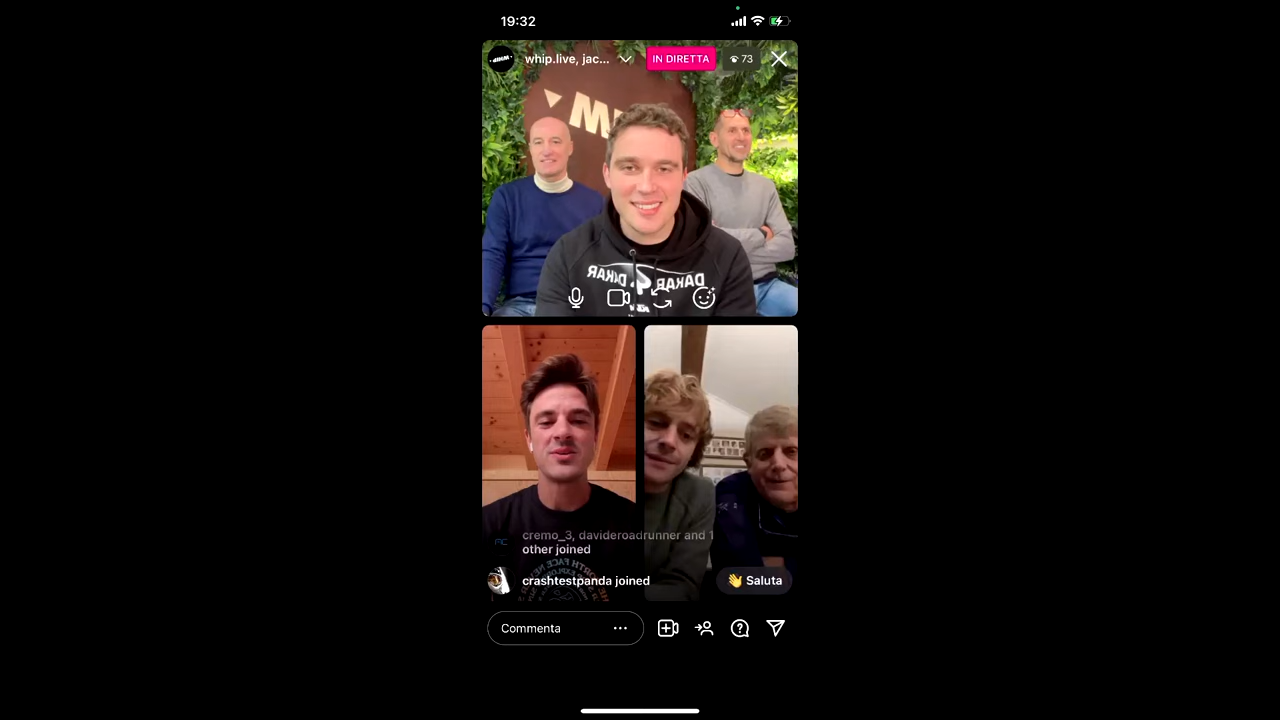 19:32
whip.live, jac...
IN DIRETTA
73
DAKAR DAKAR
cremo_3, davideroadrunner and 1
other joined
crashtestpanda joined
Saluta
Commenta